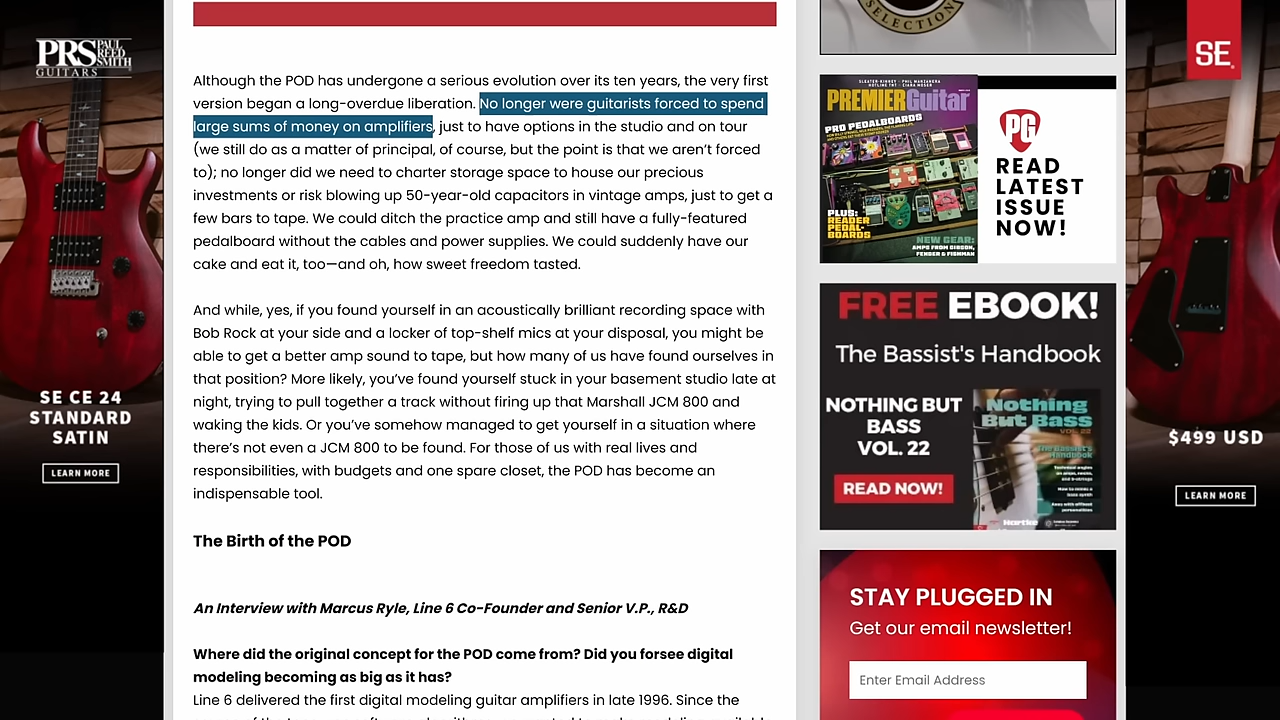 PRS PAUL REED SMITH
GUITARS
SE CE 24
STANDARD
SATIN
LEARN MORE
Although the POD has undergone a serious evolution over its ten years, the very first
version began a long-overdue liberation. No longer were guitarists forced to spend
large sums of money on amplifiers, just to have options in the studio and on tour
(we still do as a matter of principal, of course, but the point is that we aren’t forced
to); no longer did we need to charter storage space to house our precious
investments or risk blowing up 50-year-old capacitors in vintage amps, just to get a
few bars to tape. We could ditch the practice amp and still have a fully-featured
pedalboard without the cables and power supplies. We could suddenly have our
cake and eat it, too—and oh, how sweet freedom tasted.
And while, yes, if you found yourself in an acoustically brilliant recording space with
Bob Rock at your side and a locker of top-shelf mics at your disposal, you might be
able to get a better amp sound to tape, but how many of us have found ourselves in
that position? More likely, you’ve found yourself stuck in your basement studio late at
night, trying to pull together a track without firing up that Marshall JCM 800 and
waking the kids. Or you’ve somehow managed to get yourself in a situation where
there’s not even a JCM 800 to be found. For those of us with real lives and
responsibilities, with budgets and one spare closet, the POD has become an
indispensable tool.
The Birth of the POD
An Interview with Marcus Ryle, Line 6 Co-Founder and Senior V.P., R&D
Where did the original concept for the POD come from? Did you forsee digital
modeling becoming as big as it has?
Line 6 delivered the first digital modeling guitar amplifiers in late 1996. Since the
SELECTION
PREMIER Guitar
PRO PEDALBOARDS
PLUS:
READER
PEDAL-
BOARDS
NEW GEAR:
AMPS FROM GIBSON,
FENDER & FISHMAN
PG
READ
LATEST
ISSUE
NOW!
FREE EBOOK!
The Bassist's Handbook
NOTHING BUT
BASS
VOL. 22
READ NOW!
Nothing
But Bass
VOL. 22
The Bassist's
Handbook
Hartke
STAY PLUGGED IN
Get our email newsletter!
Enter Email Address
SE
$499 USD
LEARN MORE